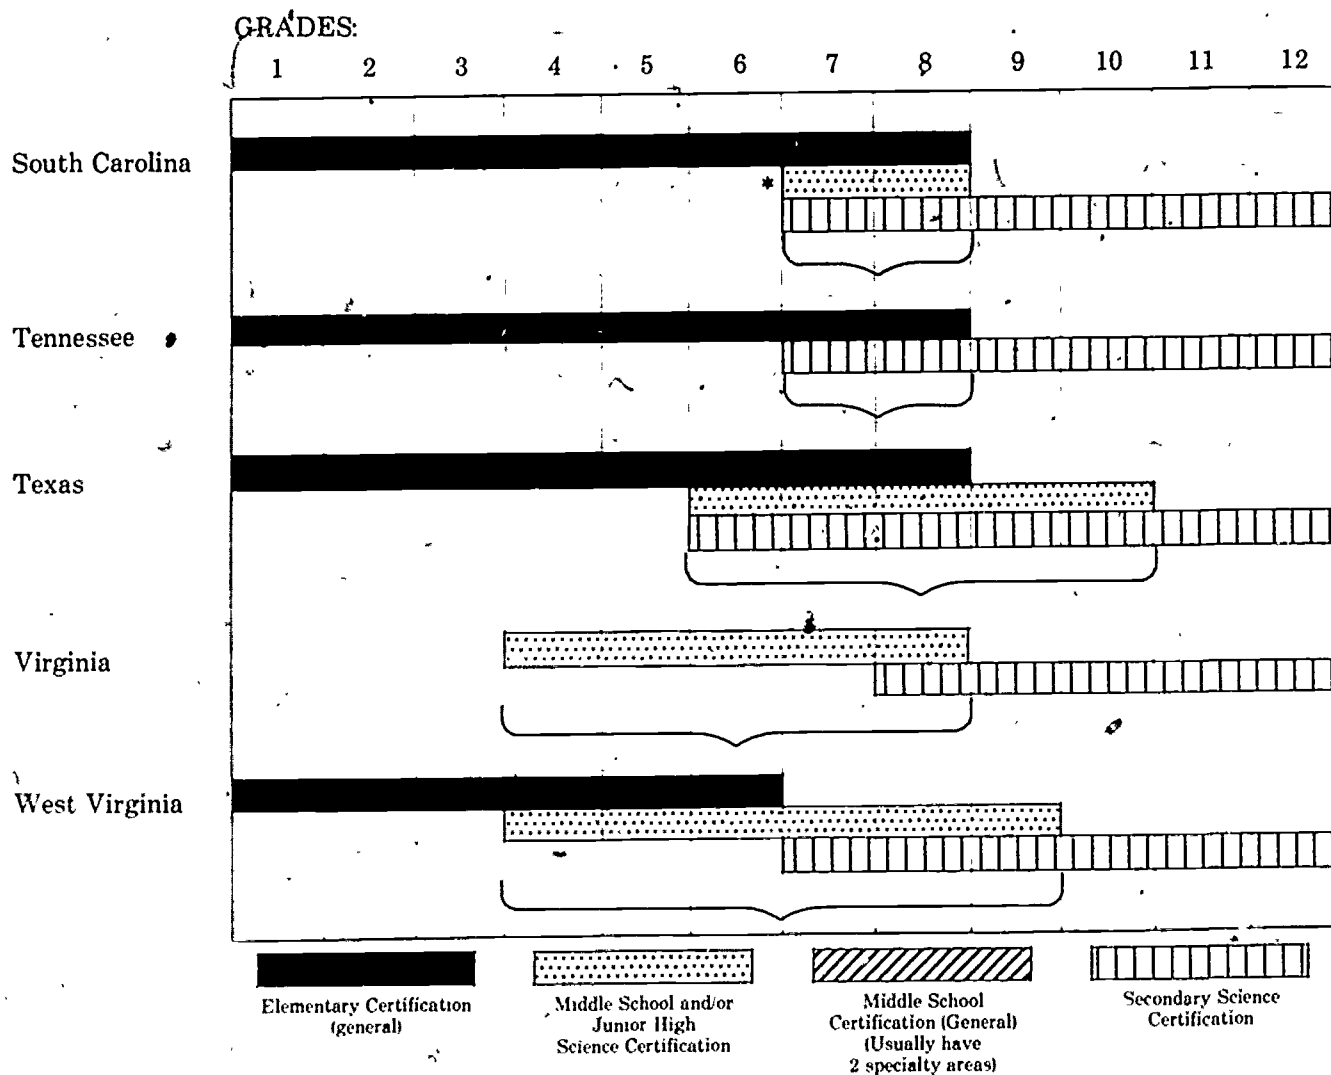 GRADES:
1 2 3 4 5 6 7 8 9 10 11 12
South Carolina
*
Tennessee
Texas
Virginia
West Virginia
Elementary Certification
(general)
Middle School and/or
Junior High
Science Certification
Middle School
Certification (General)
(Usually have
2 specialty areas)
Secondary Science
Certification